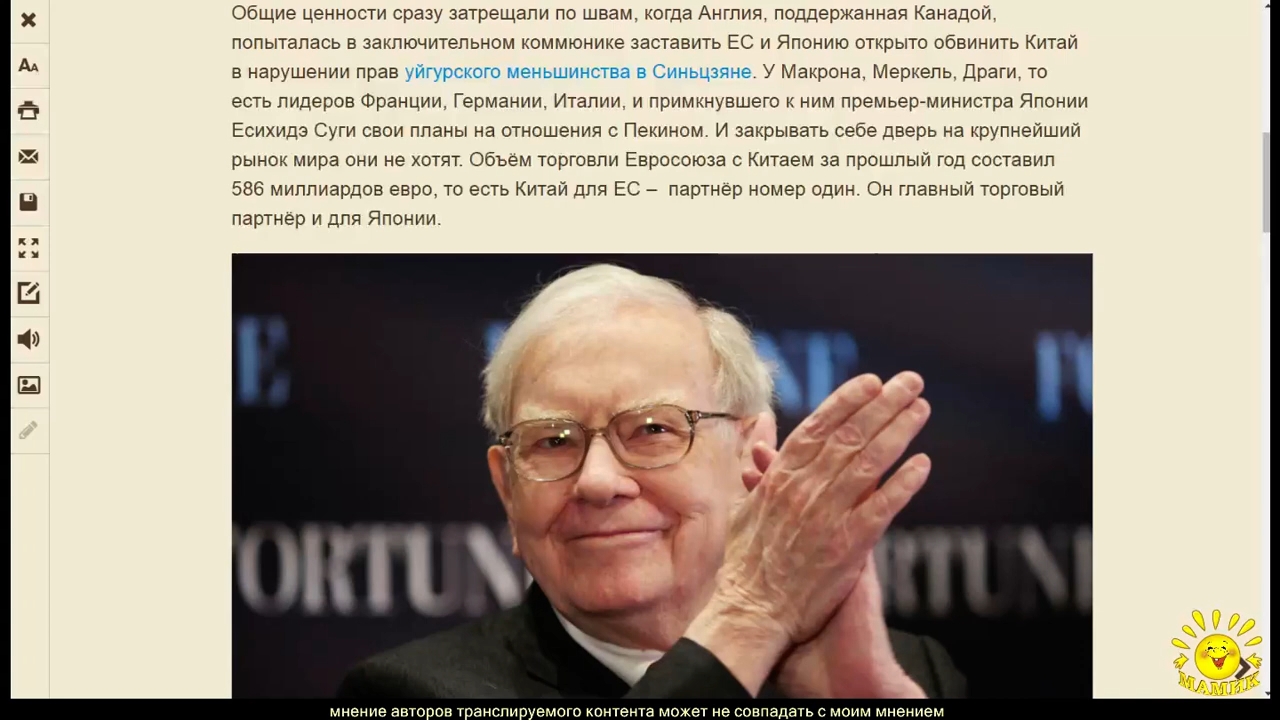 Общие ценности сразу затрещали по швам, когда Англия, поддержанная Канадой,
попыталась в заключительном коммюнике заставить ЕС и Японию открыто обвинить Китай
в нарушении прав уйгурского меньшинства в Синьцзяне. У Макрона, Меркель, Драги, то
есть лидеров Франции, Германии, Италии, и примкнувшего к ним премьер-министра Японии
Есихидэ Суги свои планы на отношения с Пекином. И закрывать себе дверь на крупнейший
рынок мира они не хотят. Объём торговли Евросоюза с Китаем за прошлый год составил
586 миллиардов евро, то есть Китай для ЕС – партнёр номер один. Он главный торговый
партнёр и для Японии.
FORTUNE
МАМИК
мнение авторов транслируемого контента может не совпадать с моим мнением